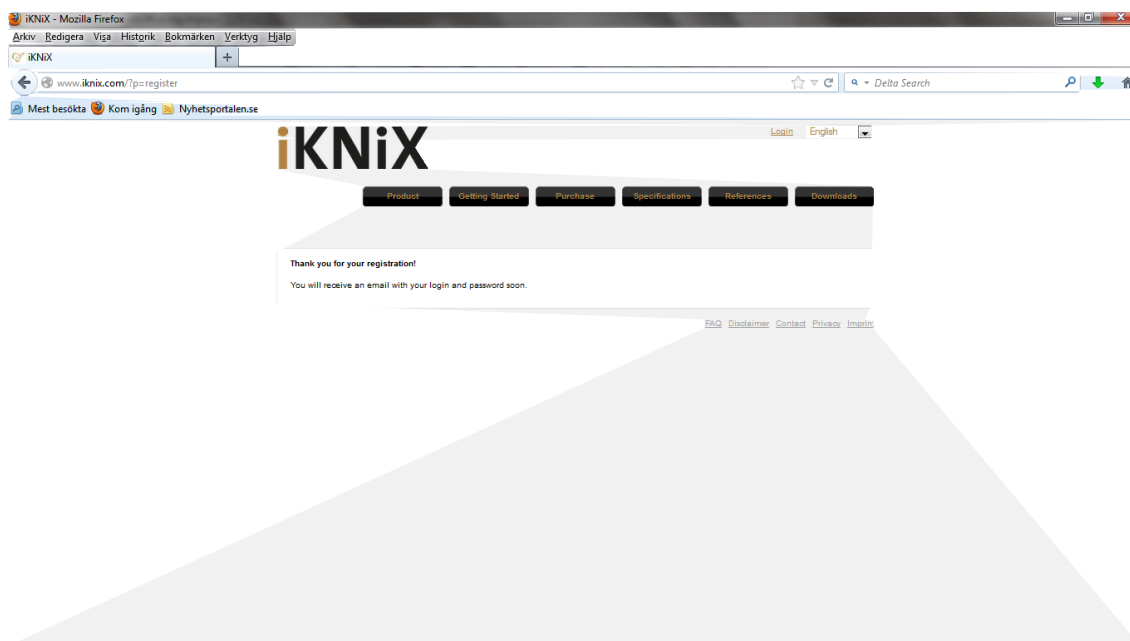 iKNiX - Mozilla Firefox
Arkiv Redigera Visa Historik Bokmärken Verktyg Hjälp
iKNiX +
www.iknix.com/?p=register Delta Search
Mest besökta Kom igång Nyhetsportalen.se
Login English
iKNiX
Product Getting Started Purchase Specifications References Downloads
Thank you for your registration!
You will receive an email with your login and password soon.
FAQ Disclaimer Contact Privacy Imprin